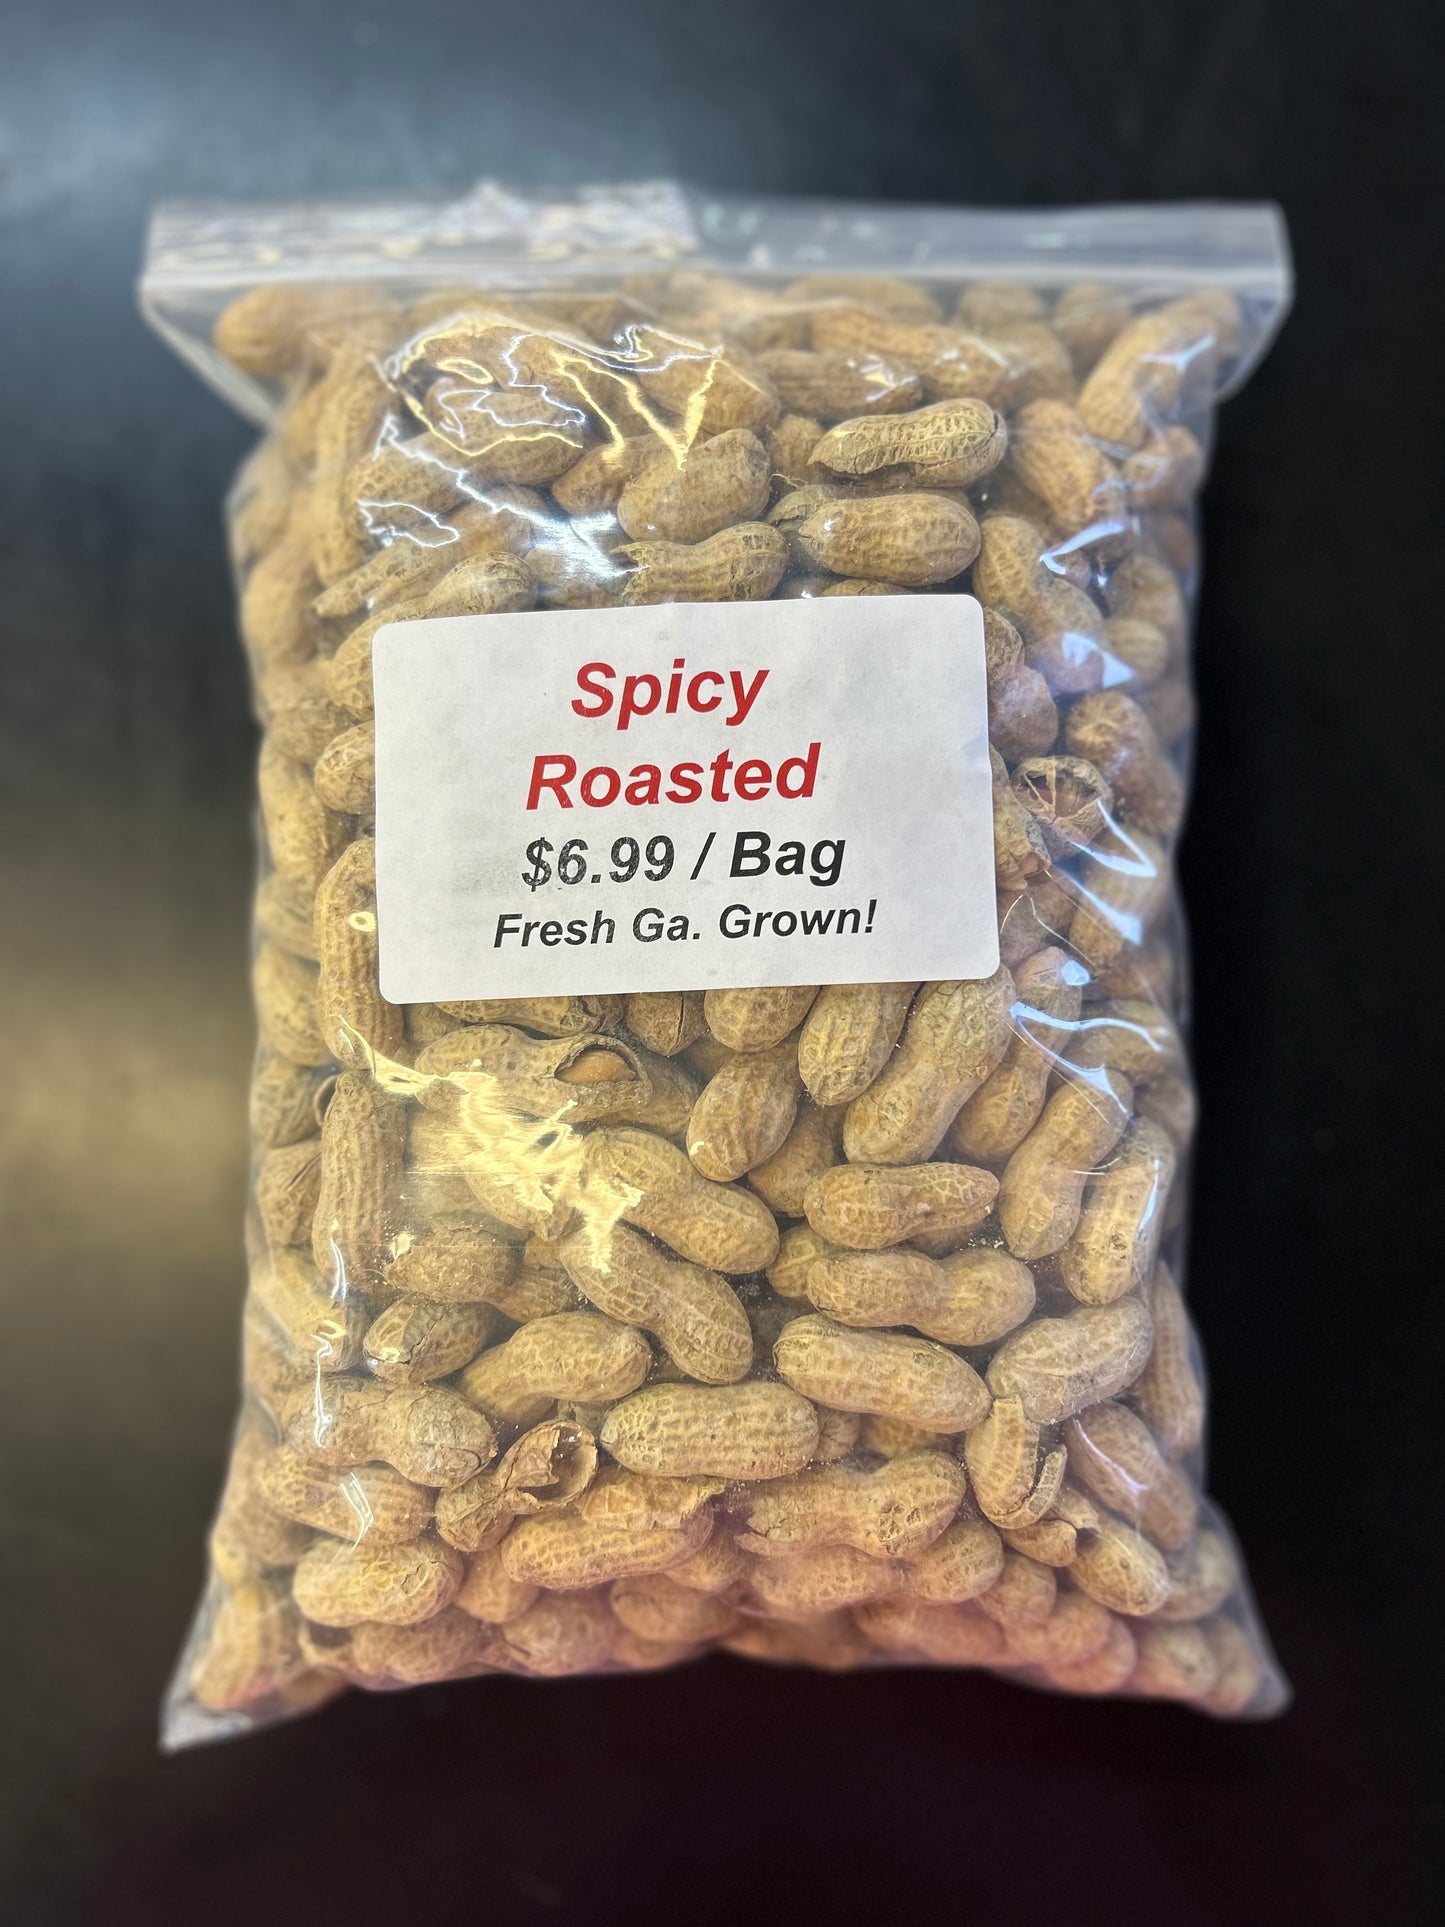 Spicy
Roasted
$6.99 / Bag
Fresh Ga. Grown!